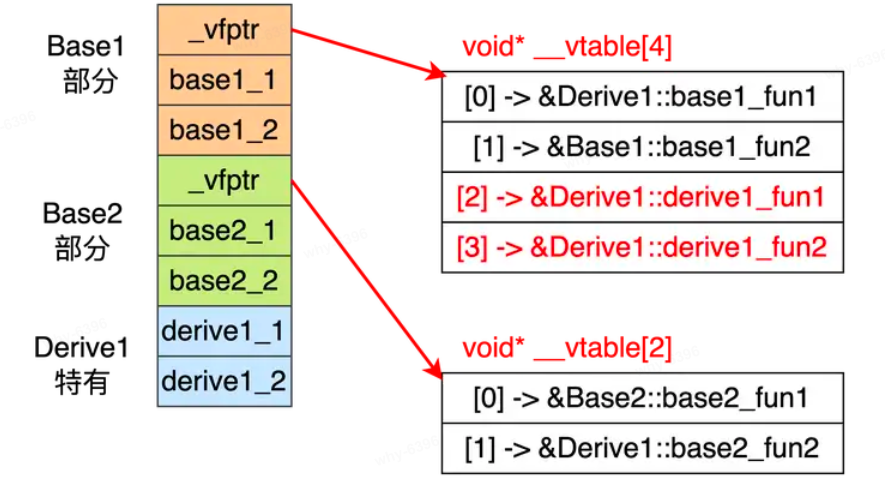 Base1
部分
_vfptr
base1_1
base1_2
Base2
部分
_vfptr
base2_1
base2_2
Derive1
特有
derive1_1
derive1_2
void* __vtable[4]
[0] -> &Derive1::base1_fun1
[1] -> &Base1::base1_fun2
[2] -> &Derive1::derive1_fun1
[3] -> &Derive1::derive1_fun2
void* __vtable[2]
[0] -> &Base2::base2_fun1
[1] -> &Derive1::base2_fun2